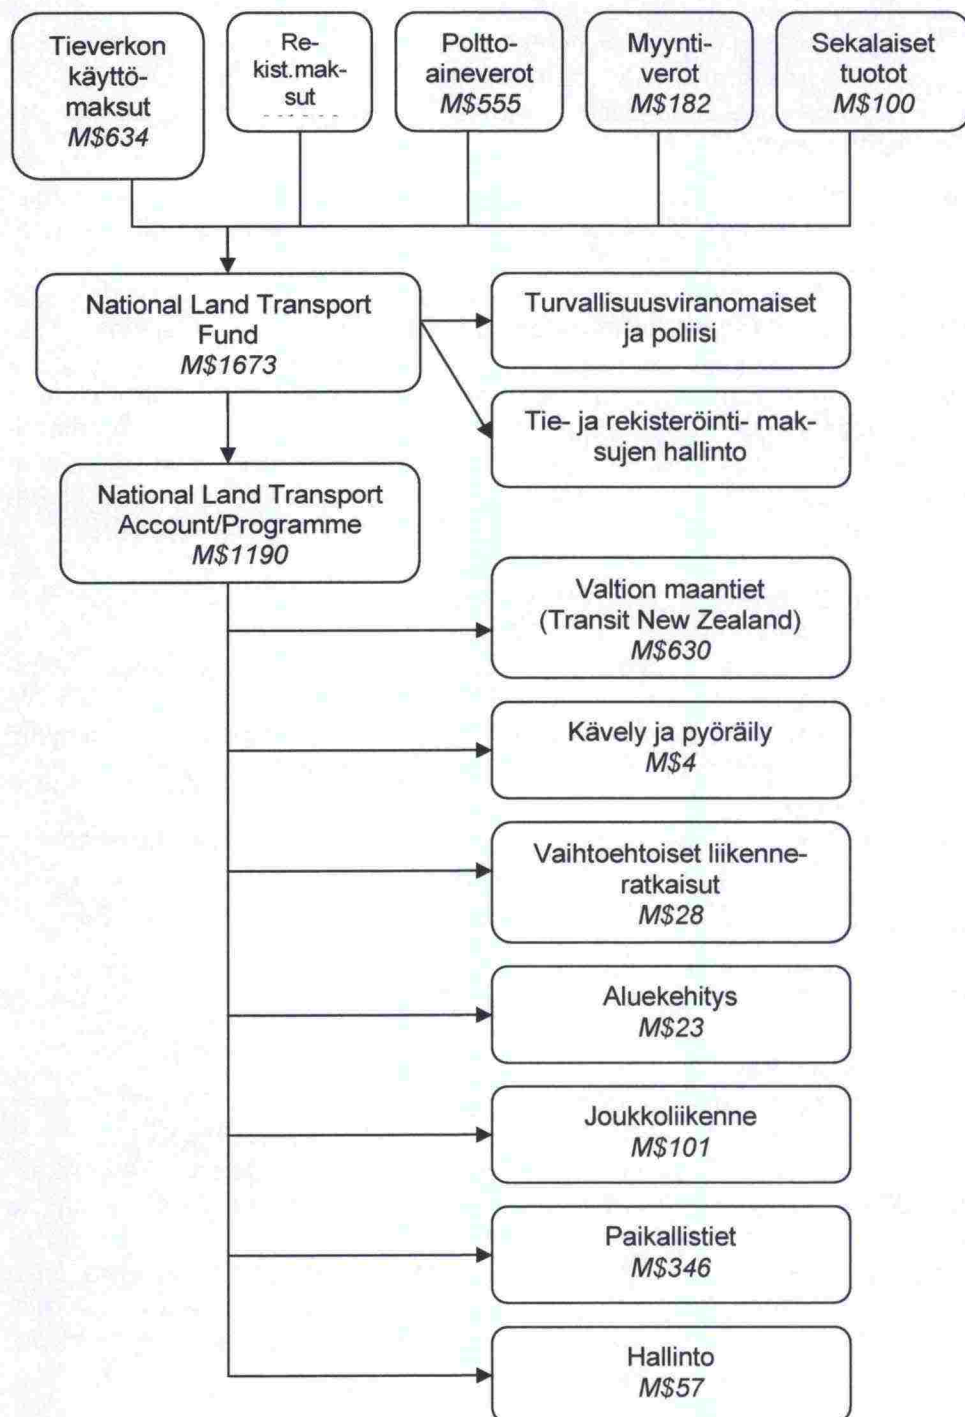 Tieverkon
käyttö-
maksut
M$634
Re-
kist.mak-
sut
Poltto-
aineverot
M$555
Myynti-
verot
M$182
Sekalaiset
tuotot
M$100
National Land Transport
Fund
M$1673
Turvallisuusviranomaiset
ja poliisi
Tie- ja rekisteröinti- mak-
sujen hallinto
National Land Transport
Account/Programme
M$1190
Valtion maantiet
(Transit New Zealand)
M$630
Kävely ja pyöräily
M$4
Vaihtoehtoiset liikenne-
ratkaisut
M$28
Aluekehitys
M$23
Joukkoliikenne
M$101
Paikallistiet
M$346
Hallinto
M$57